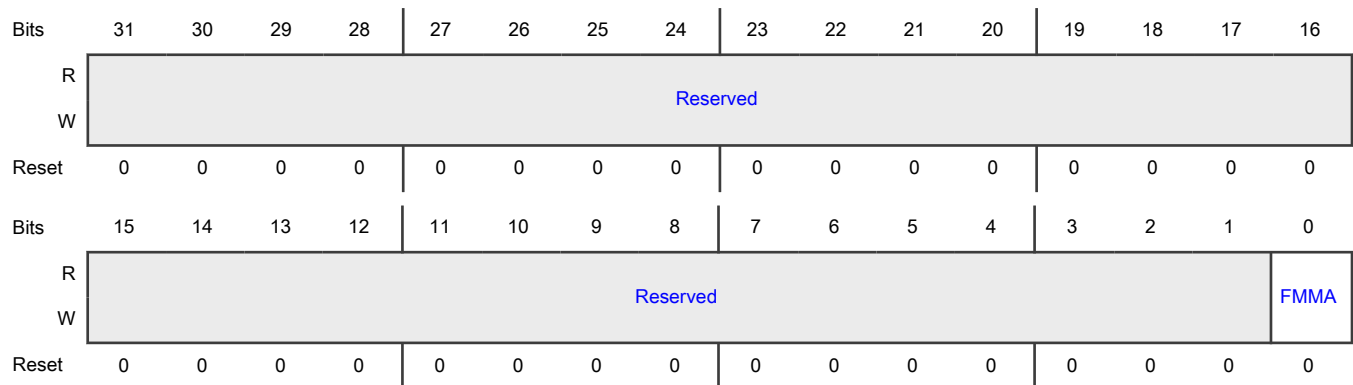 Bits 31 30 29 28 27 26 25 24 23 22 21 20 19 18 17 16
R
Reserved
W
Reset 0 0 0 0 0 0 0 0 0 0 0 0 0 0 0 0
Bits 15 14 13 12 11 10 9 8 7 6 5 4 3 2 1 0
R
Reserved FMMA
W
Reset 0 0 0 0 0 0 0 0 0 0 0 0 0 0 0 0